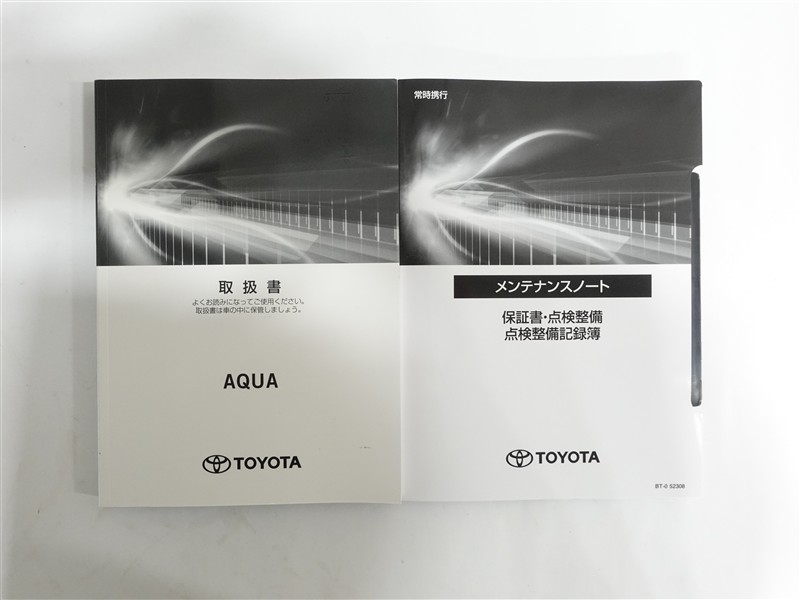 取扱書
よくお読みになってご使用ください。
取扱書は車の中に保管しましょう。
AQUA
TOYOTA
常時携行
メンテナンスノート
保証書・点検整備
点検整備記録簿
TOYOTA
BT-0 52308